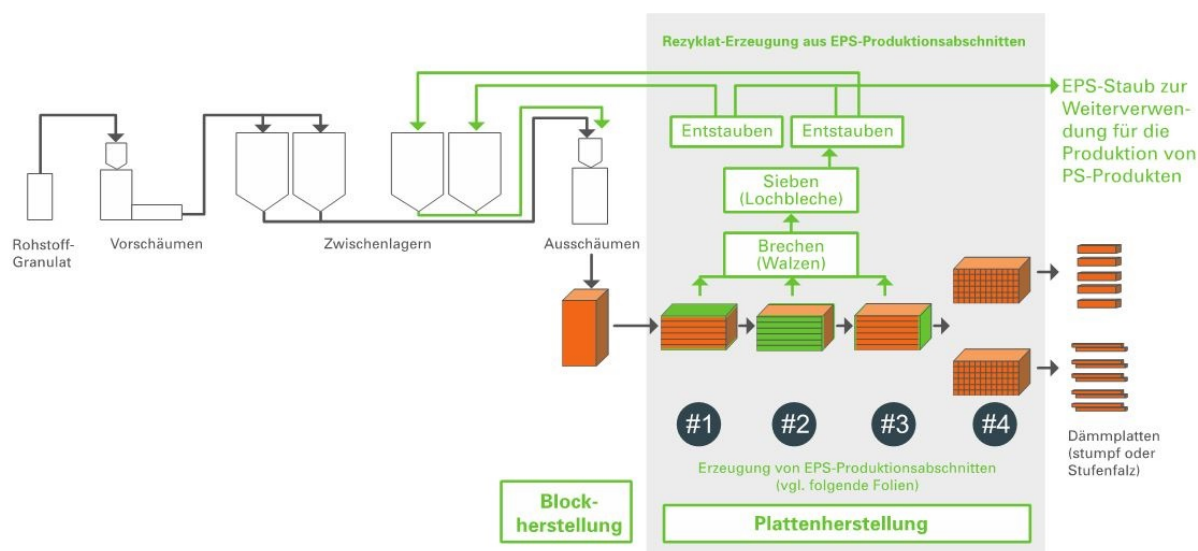 Rezyklat-Erzeugung aus EPS-Produktionsabschnitten
EPS-Staub zur
Weiterverwen-
dung für die
Produktion von
PS-Produkten
Entstauben
Entstauben
Sieben
(Lochbleche)
Brechen
(Walzen)
Rohstoff-
Granulat
Vorschäumen
Zwischenlagern
Ausschäumen
#1
#2
#3
#4
Dämmplatten
(stumpf oder
Stufenfalz)
Erzeugung von EPS-Produktionsabschnitten
(vgl. folgende Folien)
Block-
herstellung
Plattenherstellung